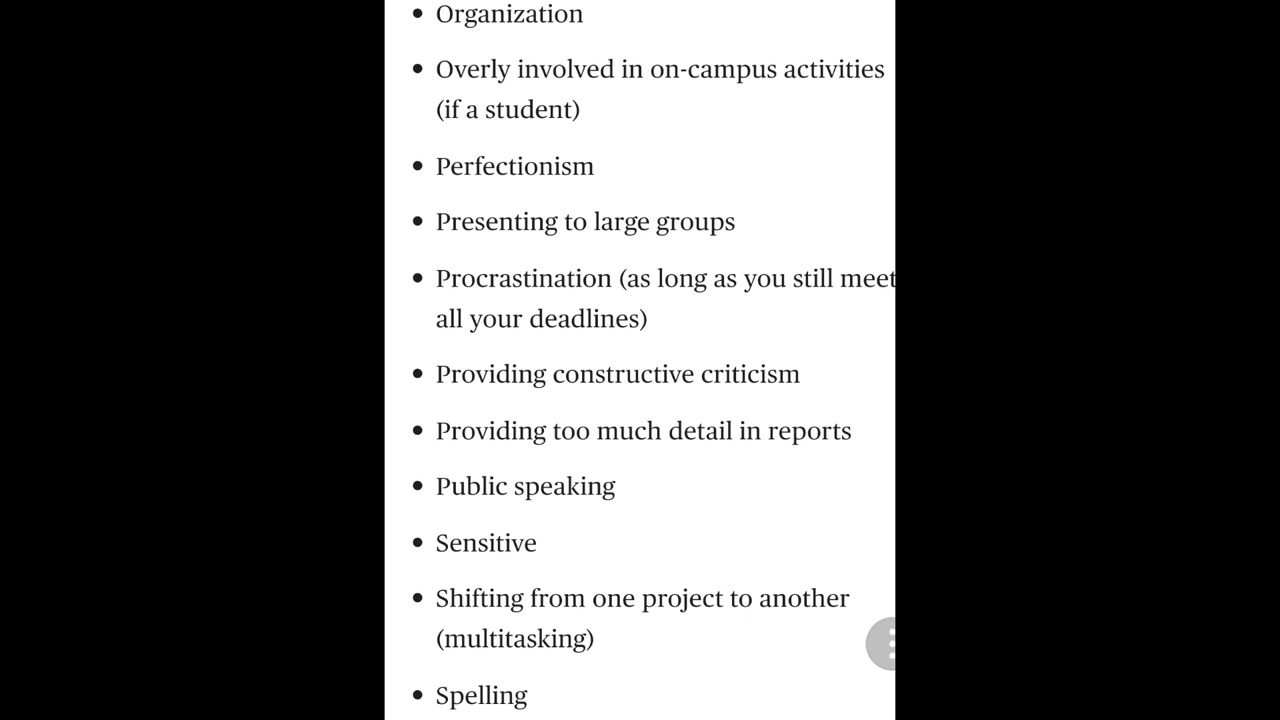 • Organization
• Overly involved in on-campus activities
(if a student)
• Perfectionism
• Presenting to large groups
• Procrastination (as long as you still meet
all your deadlines)
• Providing constructive criticism
• Providing too much detail in reports
• Public speaking
• Sensitive
• Shifting from one project to another
(multitasking)
• Spelling